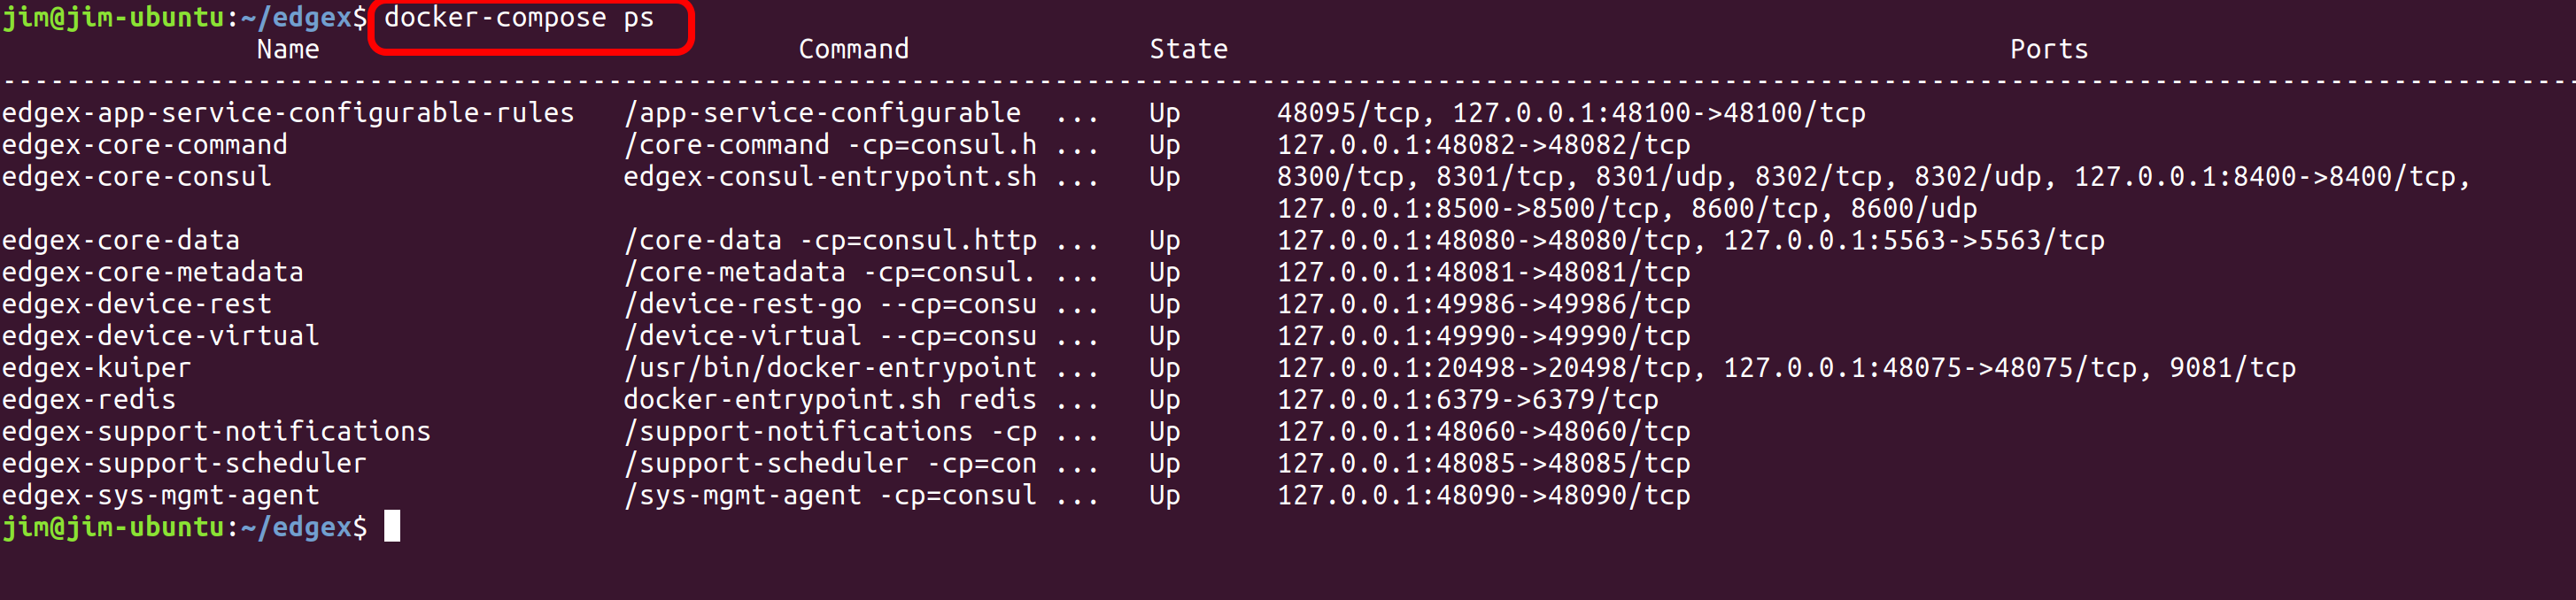 jim@jim-ubuntu:~/edgex$ docker-compose ps
Name Command State Ports
--------------------------------------------------------------------------------------------------------------------------------------------------------------------
edgex-app-service-configurable-rules /app-service-configurable ... Up 48095/tcp, 127.0.0.1:48100->48100/tcp
edgex-core-command /core-command -cp=consul.h ... Up 127.0.0.1:48082->48082/tcp
edgex-core-consul edgex-consul-entrypoint.sh ... Up 8300/tcp, 8301/tcp, 8301/udp, 8302/tcp, 8302/udp, 127.0.0.1:8400->8400/tcp,
127.0.0.1:8500->8500/tcp, 8600/tcp, 8600/udp
edgex-core-data /core-data -cp=consul.http ... Up 127.0.0.1:48080->48080/tcp, 127.0.0.1:5563->5563/tcp
edgex-core-metadata /core-metadata -cp=consul. ... Up 127.0.0.1:48081->48081/tcp
edgex-device-rest /device-rest-go --cp=consu ... Up 127.0.0.1:49986->49986/tcp
edgex-device-virtual /device-virtual --cp=consu ... Up 127.0.0.1:49990->49990/tcp
edgex-kuiper /usr/bin/docker-entrypoint ... Up 127.0.0.1:20498->20498/tcp, 127.0.0.1:48075->48075/tcp, 9081/tcp
edgex-redis docker-entrypoint.sh redis ... Up 127.0.0.1:6379->6379/tcp
edgex-support-notifications /support-notifications -cp ... Up 127.0.0.1:48060->48060/tcp
edgex-support-scheduler /support-scheduler -cp=con ... Up 127.0.0.1:48085->48085/tcp
edgex-sys-mgmt-agent /sys-mgmt-agent -cp=consul ... Up 127.0.0.1:48090->48090/tcp
jim@jim-ubuntu:~/edgex$